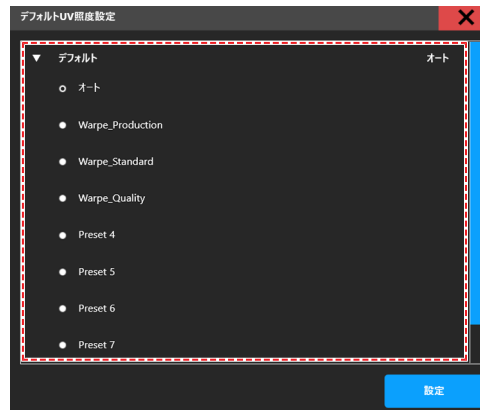 デフォルトUV照度設定
▼ デフォルト オート
オート
Warpe_Production
Warpe_Standard
Warpe_Quality
Preset 4
Preset 5
Preset 6
Preset 7
設定